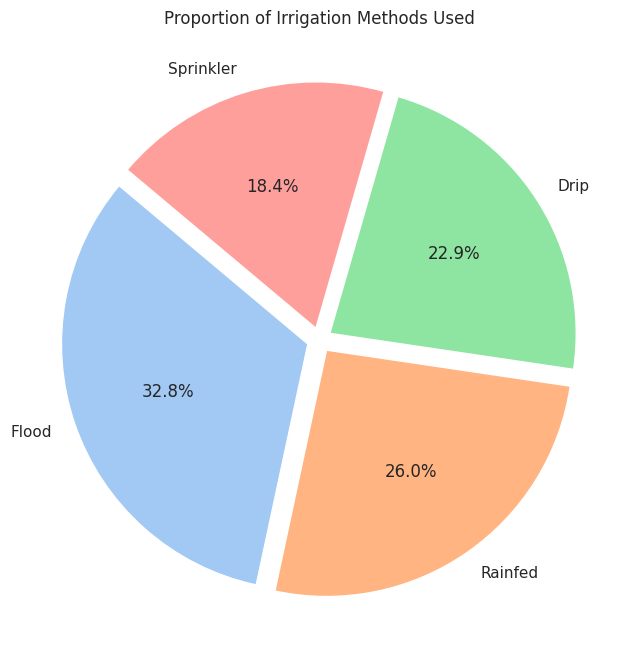 Proportion of Irrigation Methods Used
Sprinkler
18.4%
Drip
22.9%
32.8%
Flood
26.0%
Rainfed